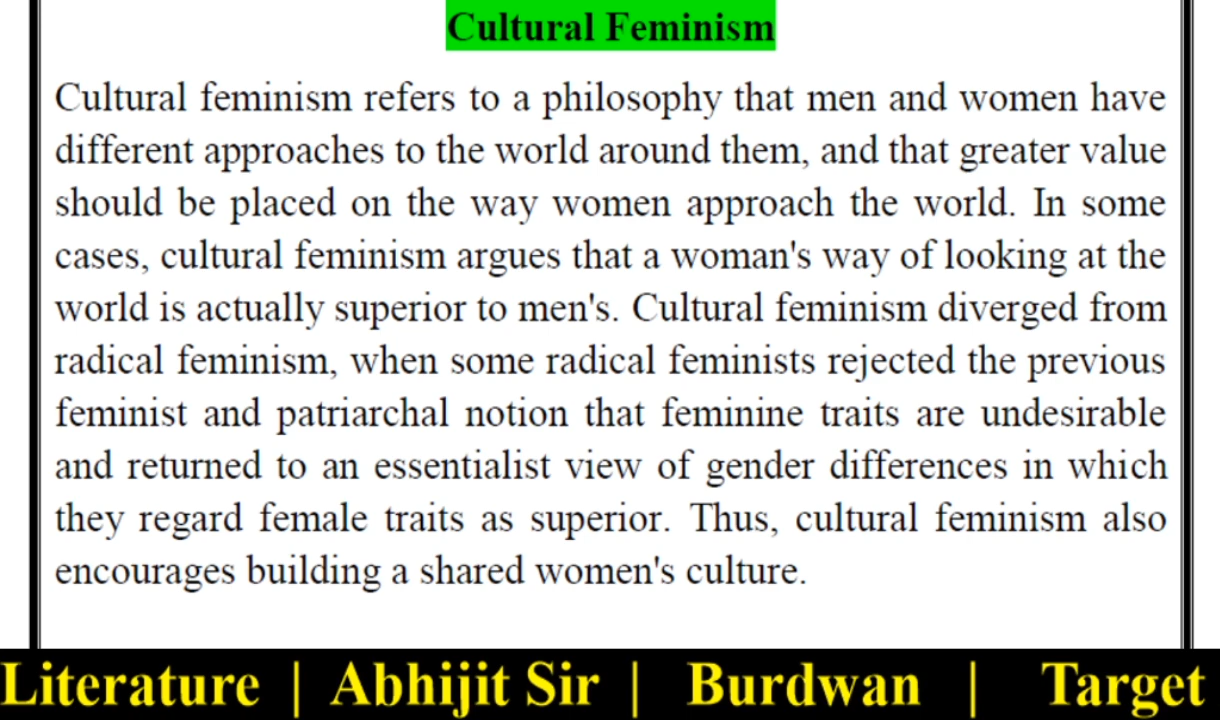 Cultural Feminism
Cultural feminism refers to a philosophy that men and women have
different approaches to the world around them, and that greater value
should be placed on the way women approach the world. In some
cases, cultural feminism argues that a woman's way of looking at the
world is actually superior to men's. Cultural feminism diverged from
radical feminism, when some radical feminists rejected the previous
feminist and patriarchal notion that feminine traits are undesirable
and returned to an essentialist view of gender differences in which
they regard female traits as superior. Thus, cultural feminism also
encourages building a shared women's culture.
Literature | Abhijit Sir | Burdwan | Target